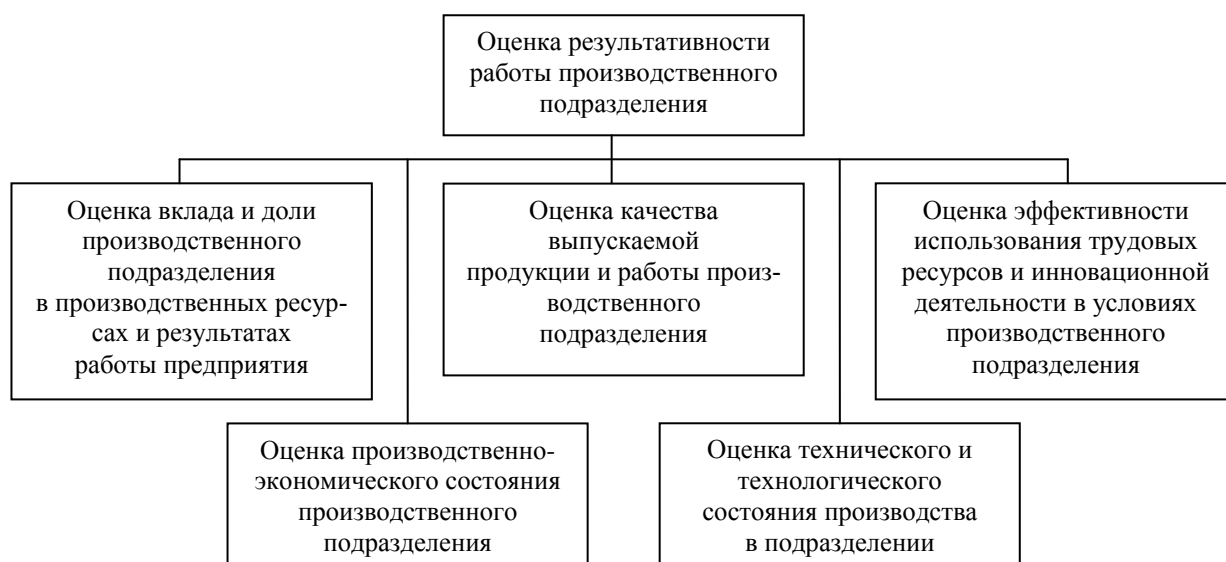 Оценка результативности
работы производственного
подразделения
Оценка вклада и доли
производственного
подразделения
в производственных ресур-
сах и результатах
работы предприятия
Оценка качества
выпускаемой
продукции и работы произ-
водственного
подразделения
Оценка эффективности
использования трудовых
ресурсов и инновационной
деятельности в условиях
производственного
подразделения
Оценка производственно-
экономического состояния
производственного
подразделения
Оценка технического и
технологического
состояния производства
в подразделении